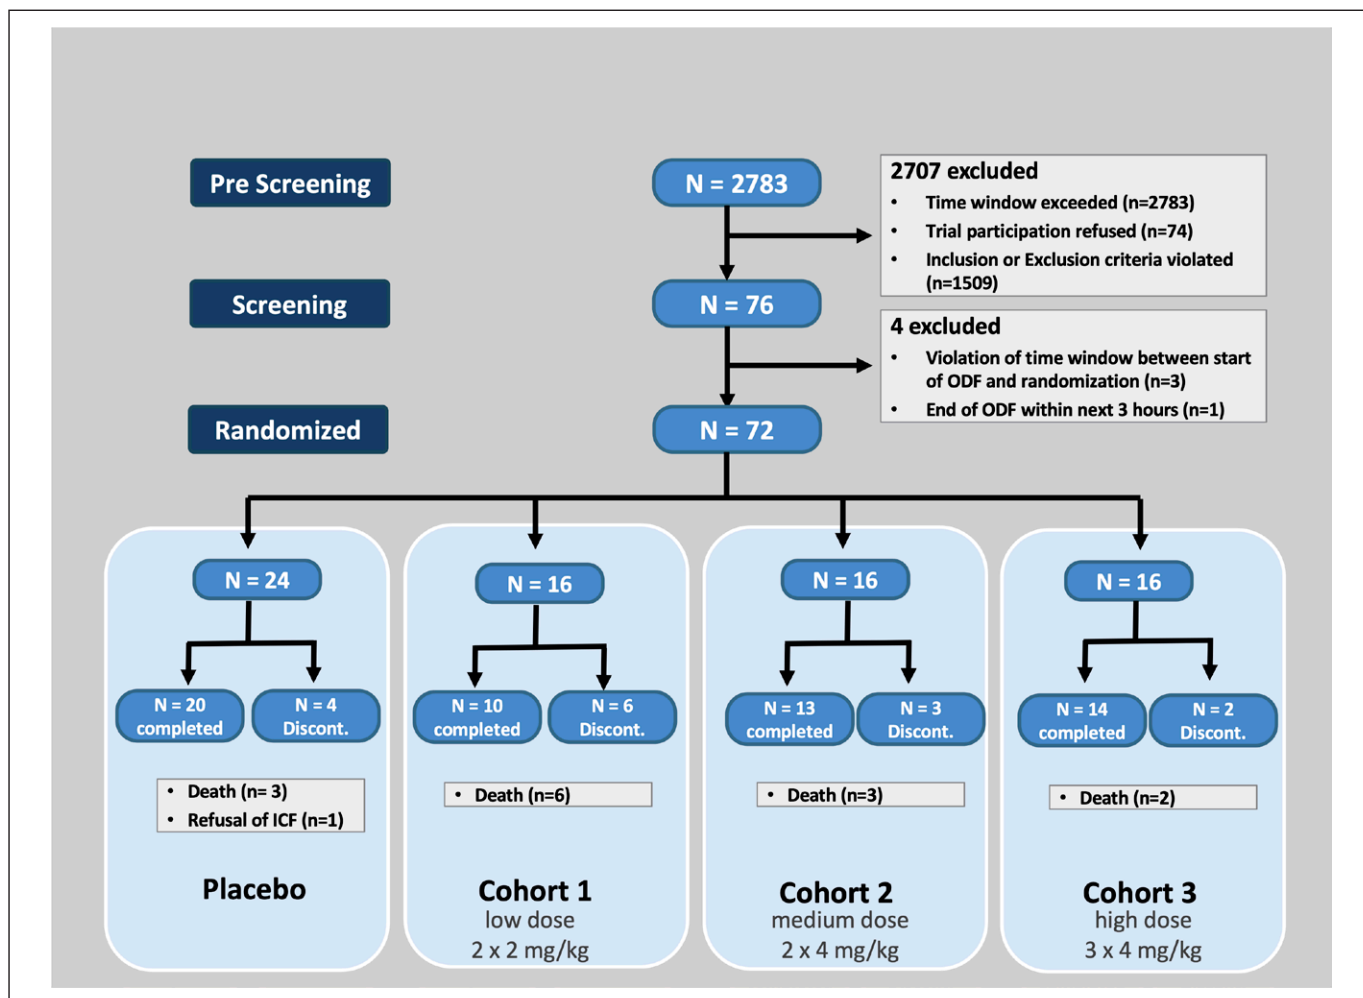 Pre Screening
N = 2783
2707 excluded
• Time window exceeded (n=2783)
• Trial participation refused (n=74)
• Inclusion or Exclusion criteria violated
(n=1509)
Screening
N = 76
4 excluded
• Violation of time window between start
of ODF and randomization (n=3)
• End of ODF within next 3 hours (n=1)
Randomized
N = 72
N = 24
N = 20
completed
N = 4
Discont.
• Death (n= 3)
• Refusal of ICF (n=1)
Placebo
N = 16
N = 10
completed
N = 6
Discont.
• Death (n=6)
Cohort 1
low dose
2 x 2 mg/kg
N = 16
N = 13
completed
N = 3
Discont.
• Death (n=3)
Cohort 2
medium dose
2 x 4 mg/kg
N = 16
N = 14
completed
N = 2
Discont.
• Death (n=2)
Cohort 3
high dose
3 x 4 mg/kg